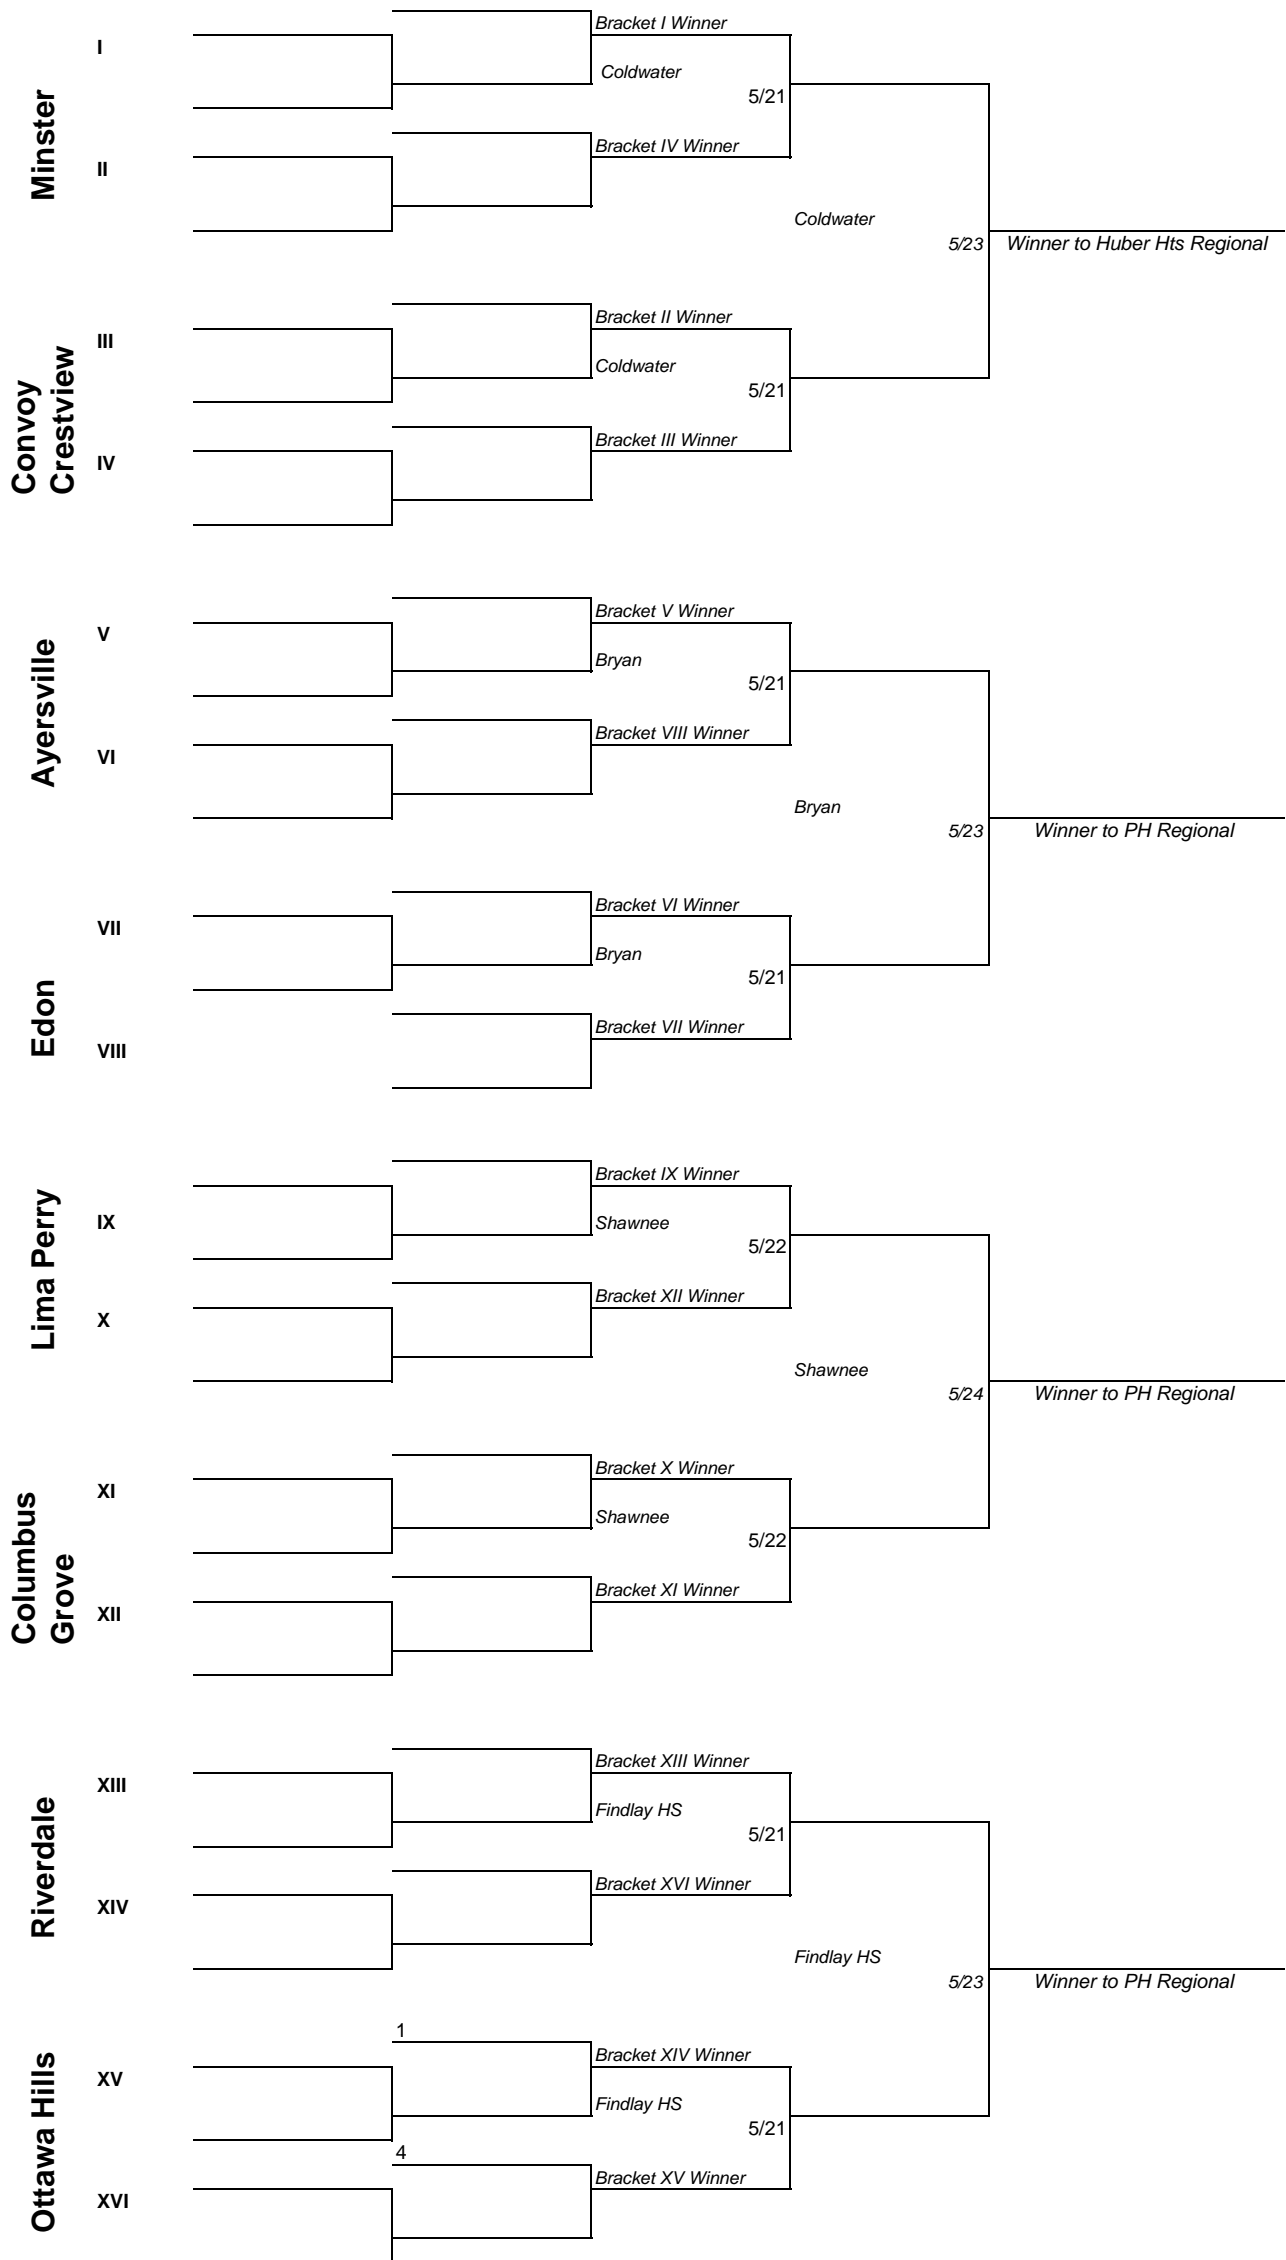 Minster
I
Bracket I Winner
Coldwater
5/21
II
Bracket IV Winner
Coldwater
5/23
Winner to Huber Hts Regional
Convoy
Crestview
III
Bracket II Winner
Coldwater
5/21
IV
Bracket III Winner
Ayersville
V
Bracket V Winner
Bryan
5/21
VI
Bracket VIII Winner
Bryan
5/23
Winner to PH Regional
Edon
VII
Bracket VI Winner
Bryan
5/21
VIII
Bracket VII Winner
Lima Perry
IX
Bracket IX Winner
Shawnee
5/22
X
Bracket XII Winner
Shawnee
5/24
Winner to PH Regional
Columbus
Grove
XI
Bracket X Winner
Shawnee
5/22
XII
Bracket XI Winner
Riverdale
XIII
Bracket XIII Winner
Findlay HS
5/21
XIV
Bracket XVI Winner
Findlay HS
5/23
Winner to PH Regional
Ottawa Hills
1
XV
Bracket XIV Winner
Findlay HS
5/21
4
XVI
Bracket XV Winner